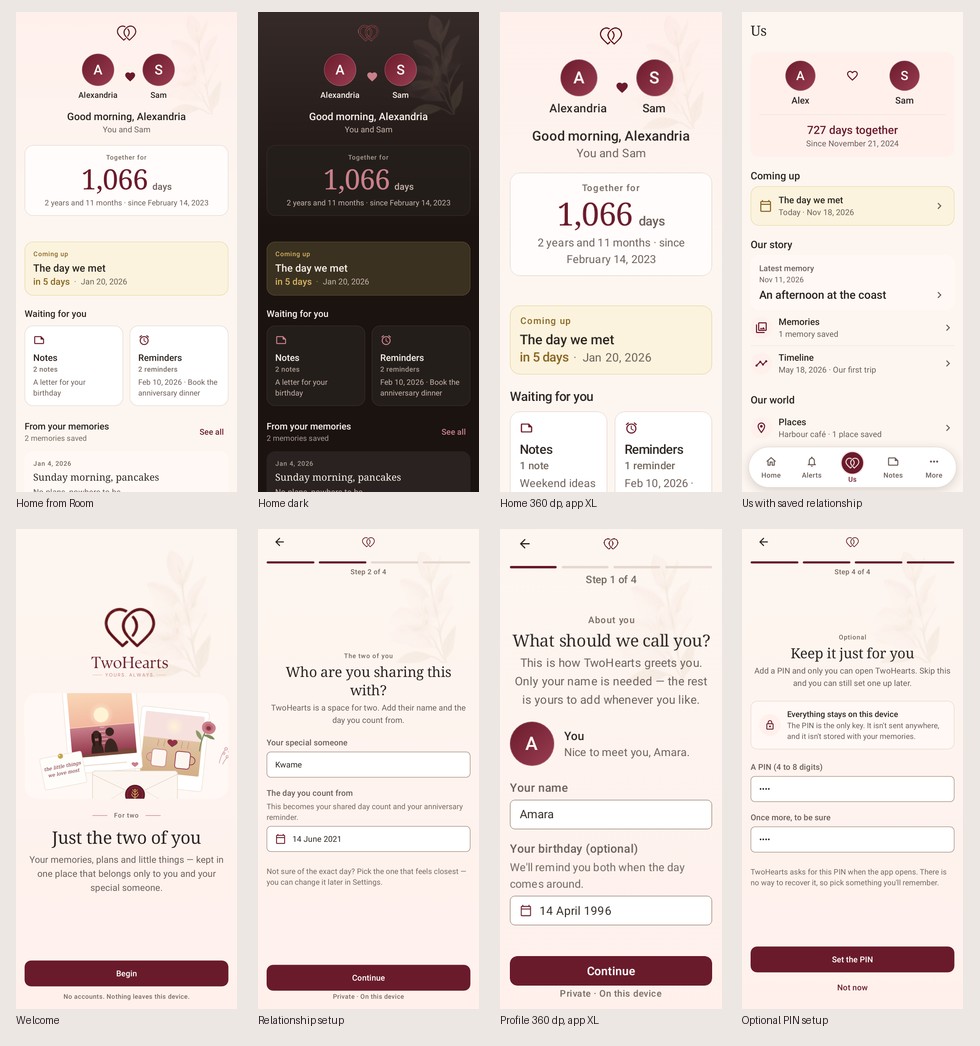 A S
Alexandria Sam
Good morning, Alexandria
You and Sam
Together for
1,066 days
2 years and 11 months · since February 14, 2023
Coming up
The day we met
in 5 days · Jan 20, 2026
Waiting for you
Notes
2 notes
A letter for your
birthday
Reminders
2 reminders
Feb 10, 2026 · Book the
anniversary dinner
From your memories
2 memories saved
See all
Jan 4, 2026
Sunday morning, pancakes
No plans, nowhere to be
Home from Room
A S
Alexandria Sam
Good morning, Alexandria
You and Sam
Together for
1,066 days
2 years and 11 months · since February 14, 2023
Coming up
The day we met
in 5 days · Jan 20, 2026
Waiting for you
Notes
2 notes
A letter for your
birthday
Reminders
2 reminders
Feb 10, 2026 · Book the
anniversary dinner
From your memories
2 memories saved
See all
Jan 4, 2026
Sunday morning, pancakes
No plans, nowhere to be
Home dark
A S
Alexandria Sam
Good morning, Alexandria
You and Sam
Together for
1,066 days
2 years and 11 months · since
February 14, 2023
Coming up
The day we met
in 5 days · Jan 20, 2026
Waiting for you
Notes
1 note
Weekend ideas
Reminders
1 reminder
Feb 10, 2026 ·
Home 360 dp, app XL
Us
A S
Alex Sam
727 days together
Since November 21, 2024
Coming up
The day we met
Today · Nov 18, 2026
Our story
Latest memory
Nov 11, 2026
An afternoon at the coast
Memories
1 memory saved
Timeline
May 18, 2026 · Our first trip
Our world
Places
Harbour café · 1 place saved
Home Alerts Us Notes More
Us with saved relationship
TwoHearts
YOURS. ALWAYS.
the little things
we love most
For two
Just the two of you
Your memories, plans and little things — kept in
one place that belongs only to you and your
special someone.
Begin
No accounts. Nothing leaves this device.
Welcome
Step 2 of 4
The two of you
Who are you sharing this
with?
TwoHearts is a space for two. Add their name and the
day you count from.
Your special someone
Kwame
The day you count from
This becomes your shared day count and your anniversary
reminder.
14 June 2021
Not sure of the exact day? Pick the one that feels closest —
you can change it later in Settings.
Continue
Private · On this device
Relationship setup
Step 1 of 4
About you
What should we call you?
This is how TwoHearts greets you.
Only your name is needed — the rest
is yours to add whenever you like.
A
You
Nice to meet you, Amara.
Your name
Amara
Your birthday (optional)
We'll remind you both when the day
comes around.
14 April 1996
Continue
Private · On this device
Profile 360 dp, app XL
Step 4 of 4
Optional
Keep it just for you
Add a PIN and only you can open TwoHearts. Skip this
and you can still set one up later.
Everything stays on this device
The PIN is the only key. It isn't sent anywhere,
and it isn't stored with your memories.
A PIN (4 to 8 digits)
••••
Once more, to be sure
••••
TwoHearts asks for this PIN when the app opens. There is
no way to recover it, so pick something you'll remember.
Set the PIN
Not now
Optional PIN setup